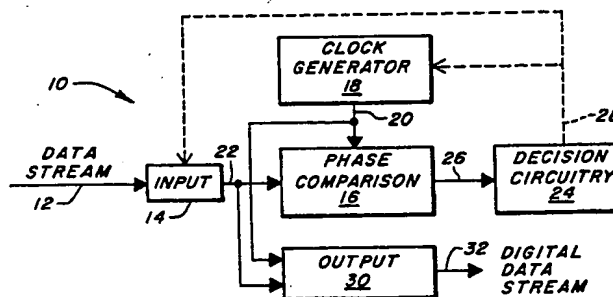 CLOCK
GENERATOR
18
10
20
DATA
STREAM
12
INPUT
14
22
PHASE
COMPARISON
16
26
DECISION
CIRCUITRY
24
OUTPUT
30
32
DIGITAL
DATA
STREAM